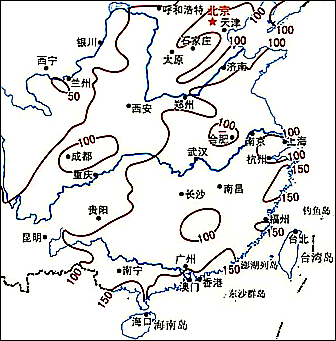 呼和浩特
北京
100
天津
100
银川
石家庄
太原
西宁
济南
兰州
50
郑州
西安
100
100
成都
合肥
南京
上海
100
杭州
重庆
武汉
长沙
南昌
150
贵阳
100
福州
150
钓鱼岛
昆明
台北
台湾岛
100
南宁
广州
150
澎湖列岛
150
澳门
香港
东沙群岛
海口
海南岛